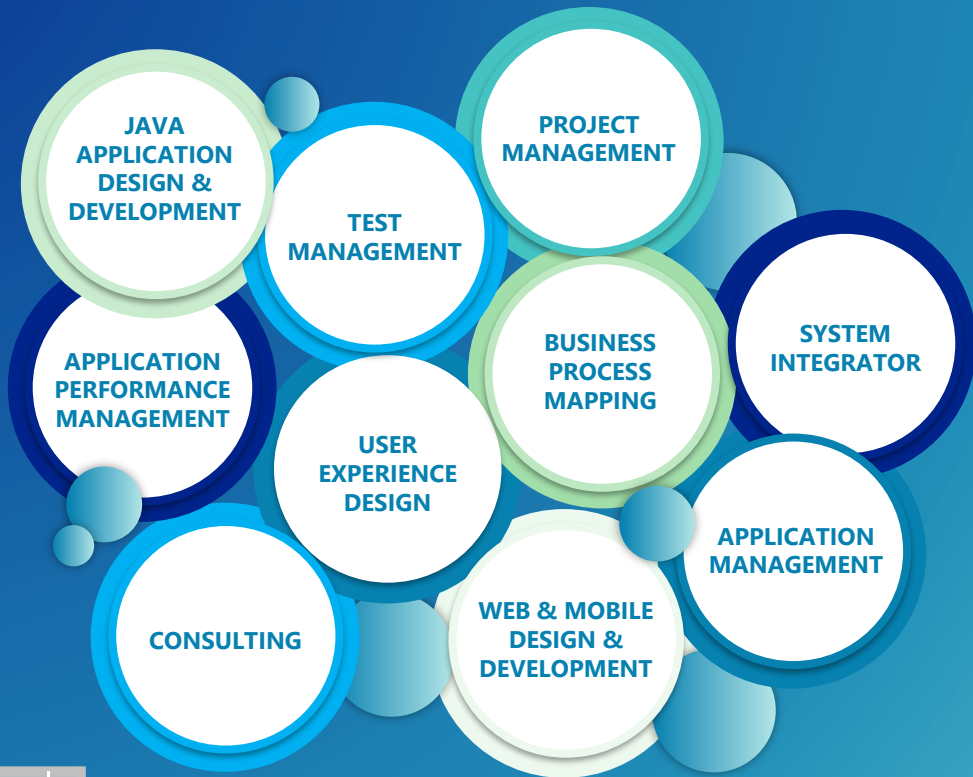 JAVA
APPLICATION
DESIGN &
DEVELOPMENT
TEST
MANAGEMENT
PROJECT
MANAGEMENT
APPLICATION
PERFORMANCE
MANAGEMENT
USER
EXPERIENCE
DESIGN
BUSINESS
PROCESS
MAPPING
SYSTEM
INTEGRATOR
CONSULTING
WEB & MOBILE
DESIGN &
DEVELOPMENT
APPLICATION
MANAGEMENT